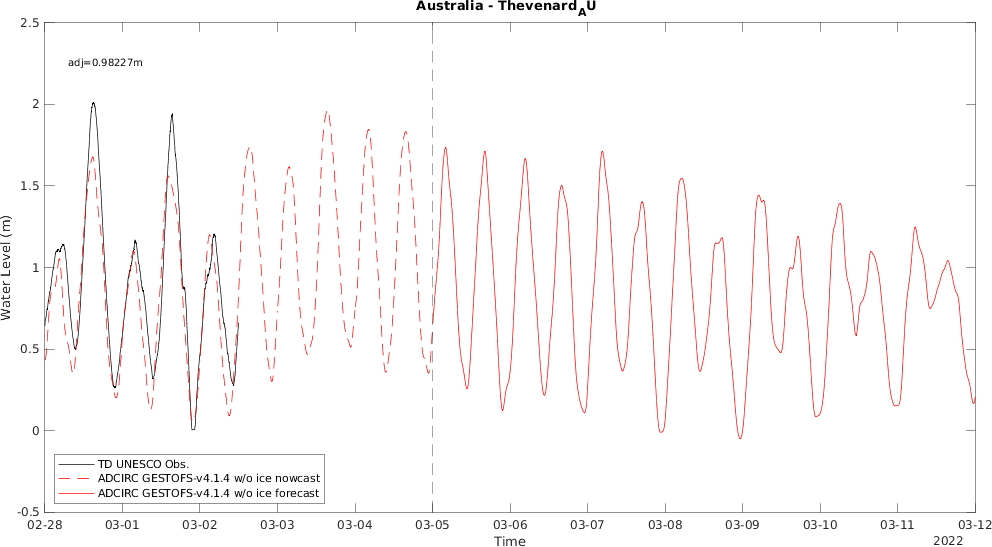 Australia - Thevenard_AU
adj=0.98227m
Water Level (m)
2.5
2
1.5
1
0.5
0
-0.5
TD UNESCO Obs.
ADCIRC GESTOFS-v4.1.4 w/o ice nowcast
ADCIRC GESTOFS-v4.1.4 w/o ice forecast
02-28 03-01 03-02 03-03 03-04 03-05 03-06 03-07 03-08 03-09 03-10 03-11 03-12
Time
2022